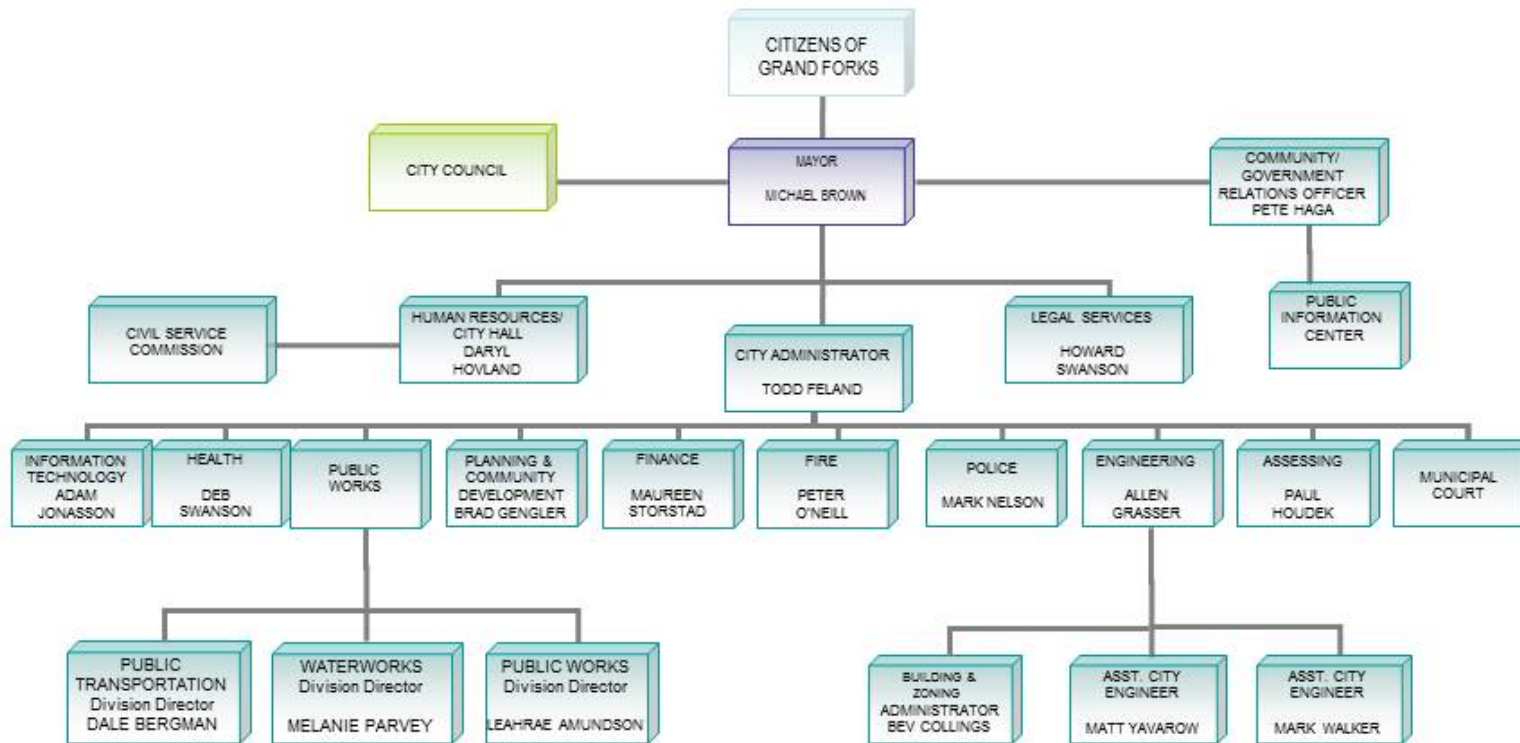 CITIZENS OF
GRAND FORKS
CITY COUNCIL
MAYOR
MICHAEL BROWN
COMMUNITY/
GOVERNMENT
RELATIONS OFFICER
PETE HAGA
CIVIL SERVICE
COMMISSION
HUMAN RESOURCES/
CITY HALL
DARYL
HOVLAND
CITY ADMINISTRATOR
TODD FELAND
LEGAL SERVICES
HOWARD
SWANSON
PUBLIC
INFORMATION
CENTER
INFORMATION
TECHNOLOGY
ADAM
JONASSON
HEALTH
DEB
SWANSON
PUBLIC
WORKS
PLANNING &
COMMUNITY
DEVELOPMENT
BRAD GENGLER
FINANCE
MAUREEN
STORSTAD
FIRE
PETER
O'NEILL
POLICE
MARK NELSON
ENGINEERING
ALLEN
GRASSER
ASSESSING
PAUL
HOUDEK
MUNICIPAL
COURT
PUBLIC
TRANSPORTATION
Division Director
DALE BERGMAN
WATERWORKS
Division Director
MELANIE PARVEY
PUBLIC WORKS
Division Director
LEAHRAE AMUNDSON
BUILDING &
ZONING
ADMINISTRATOR
BEV COLLINGS
ASST. CITY
ENGINEER
MATT YAVAROW
ASST. CITY
ENGINEER
MARK WALKER